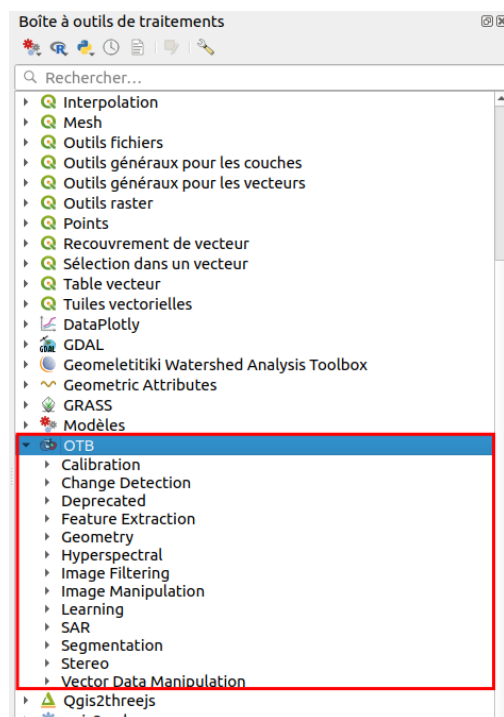 Boîte à outils de traitements
Rechercher...
Interpolation
Mesh
Outils fichiers
Outils généraux pour les couches
Outils généraux pour les vecteurs
Outils raster
Points
Recouvrement de vecteur
Sélection dans un vecteur
Table vecteur
Tuiles vectorielles
DataPlotly
GDAL
Geomeletitiki Watershed Analysis Toolbox
Geometric Attributes
GRASS
Modèles
OTB
Calibration
Change Detection
Deprecated
Feature Extraction
Geometry
Hyperspectral
Image Filtering
Image Manipulation
Learning
SAR
Segmentation
Stereo
Vector Data Manipulation
Qgis2threejs